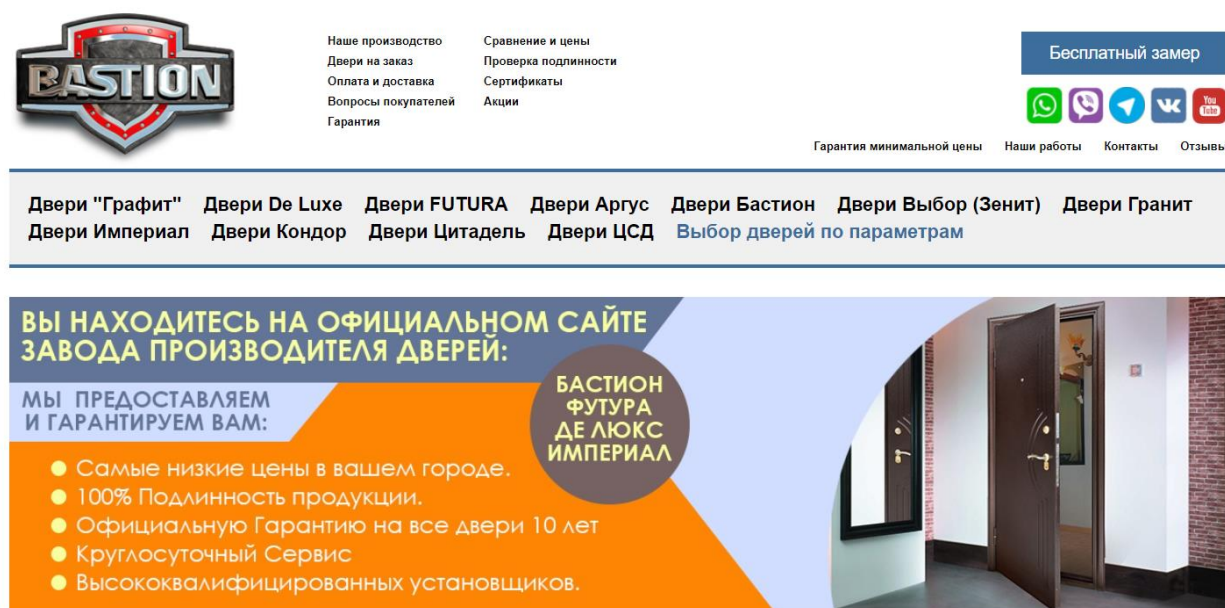 BASTION
Наше производство
Двери на заказ
Оплата и доставка
Вопросы покупателей
Гарантия
Сравнение и цены
Проверка подлинности
Сертификаты
Акции
Бесплатный замер
You
Tube
Гарантия минимальной цены Наши работы Контакты Отзывы
Двери "Графит" Двери De Luxe Двери FUTURA Двери Аргус Двери Бастион Двери Выбор (Зенит) Двери Гранит
Двери Империал Двери Кондор Двери Цитадель Двери ЦСД Выбор дверей по параметрам
ВЫ НАХОДИТЕСЬ НА ОФИЦИАЛЬНОМ САЙТЕ
ЗАВОДА ПРОИЗВОДИТЕЛЯ ДВЕРЕЙ:
МЫ ПРЕДОСТАВЛЯЕМ
И ГАРАНТИРУЕМ ВАМ:
БАСТИОН
ФУТУРА
ДЕ ЛЮКС
ИМПЕРИАЛ
Самые низкие цены в вашем городе.
100% Подлинность продукции.
Официальную Гарантию на все двери 10 лет
Круглосуточный Сервис
Высококвалифицированных установщиков.